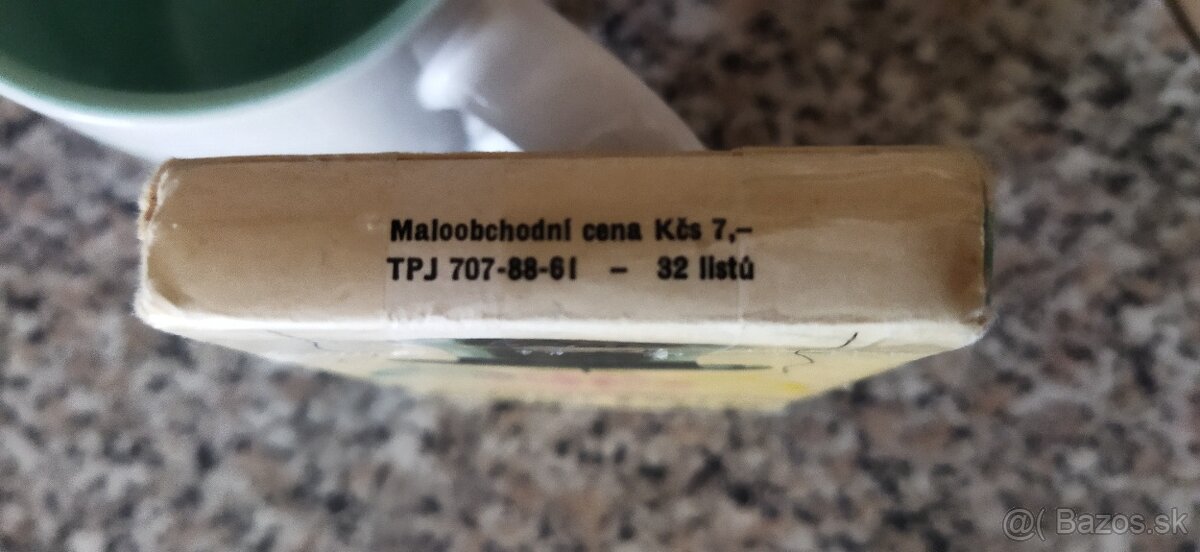 Maloobchodní cena Kčs 7,–
TPJ 707-88-61 – 32 listů
@( Bazos.sk